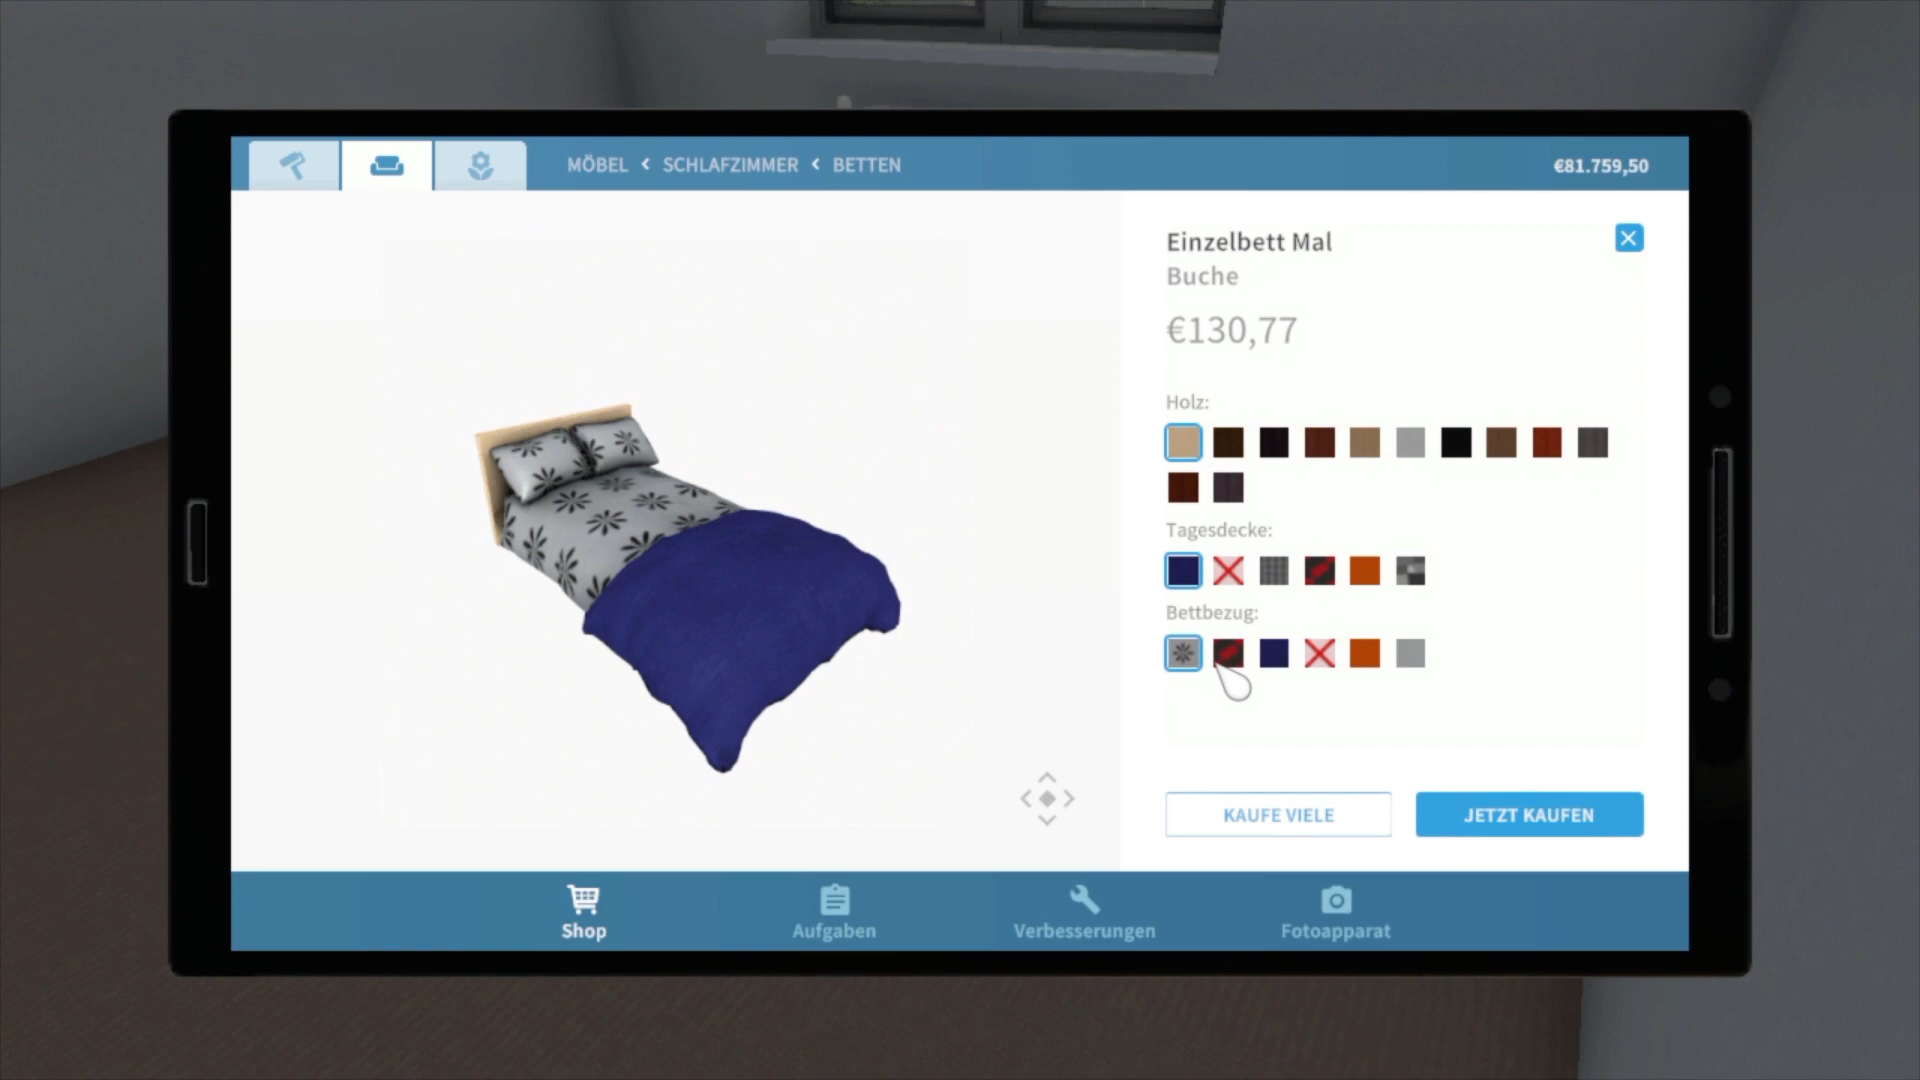 MÖBEL < SCHLAFZIMMER < BETTEN
€81.759,50
Einzelbett Mal
Buche
€130,77
Holz:
Tagesdecke:
Bettbezug:
KAUFE VIELE
JETZT KAUFEN
Shop
Aufgaben
Verbesserungen
Fotoapparat